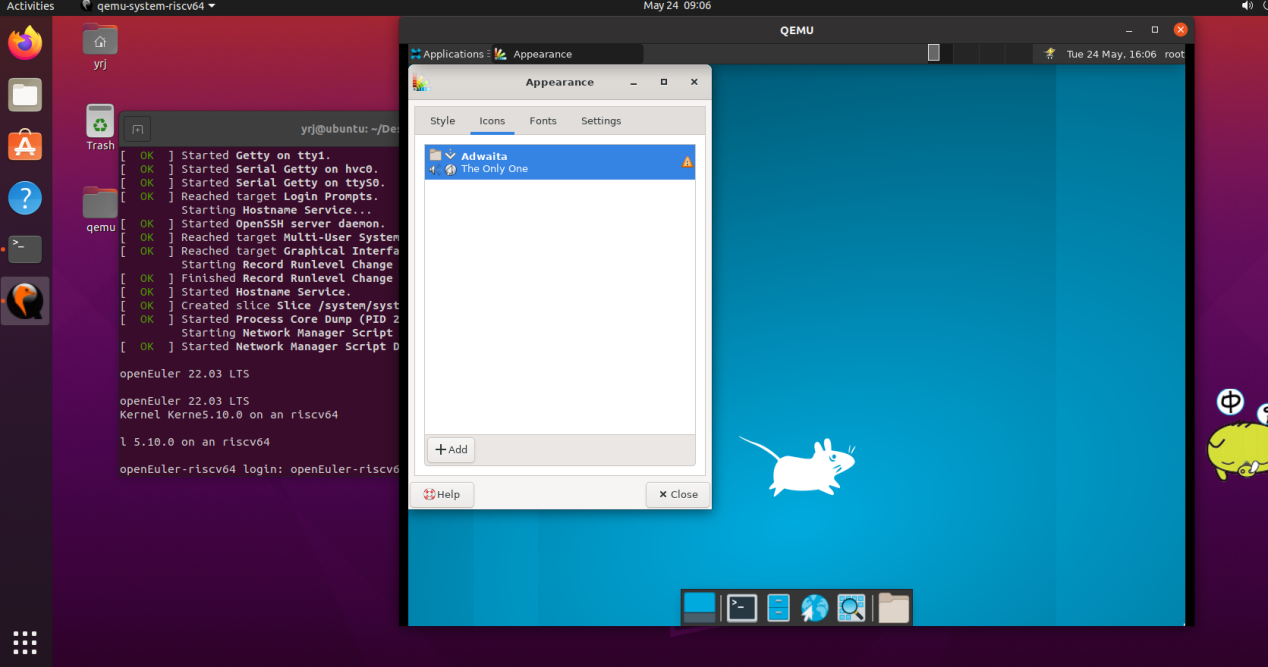 Activities
qemu-system-riscv64
May 24 09:06
yrj
Trash
qemu
yrj@ubuntu: ~/Des
[ OK ] Started Getty on tty1.
[ OK ] Started Serial Getty on hvc0.
[ OK ] Started Serial Getty on ttyS0.
[ OK ] Reached target Login Prompts.
Starting Hostname Service...
[ OK ] Started OpenSSH server daemon.
[ OK ] Reached target Multi-User System
[ OK ] Reached target Graphical Interfa
Starting Record Runlevel Change
[ OK ] Finished Record Runlevel Change
[ OK ] Started Hostname Service.
[ OK ] Created slice Slice /system/syst
[ OK ] Started Process Core Dump (PID 2
Starting Network Manager Script
[ OK ] Started Network Manager Script D
openEuler 22.03 LTS
openEuler 22.03 LTS
Kernel Kerne5.10.0 on an riscv64
l 5.10.0 on an riscv64
openEuler-riscv64 login: openEuler-riscv6
QEMU
Applications
Appearance
Tue 24 May, 16:06
root
Appearance
Style
Icons
Fonts
Settings
Adwaita
The Only One
Add
Help
Close
中